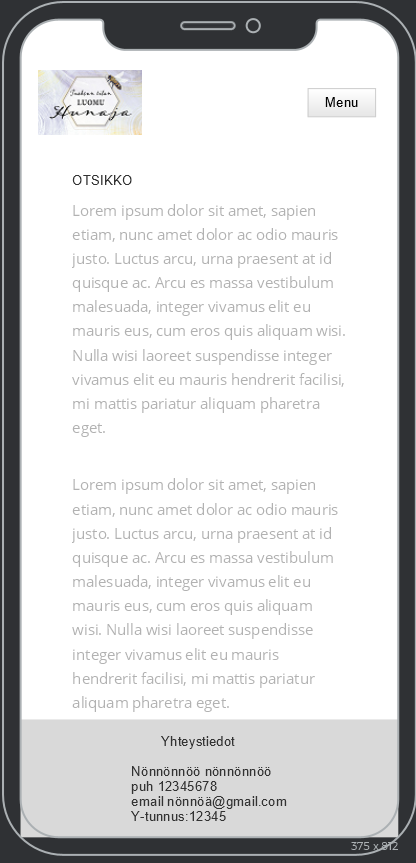 Tuohun tilan
LUOMU
Hunaja
Menu
OTSIKKO
Lorem ipsum dolor sit amet, sapien
etiam, nunc amet dolor ac odio mauris
justo. Luctus arcu, urna praesent at id
quisque ac. Arcu es massa vestibulum
malesuada, integer vivamus elit eu
mauris eus, cum eros quis aliquam wisi.
Nulla wisi laoreet suspendisse integer
vivamus elit eu mauris hendrerit facilisi,
mi mattis pariatur aliquam pharetra
eget.
Lorem ipsum dolor sit amet, sapien
etiam, nunc amet dolor ac odio mauris
justo. Luctus arcu, urna praesent at id
quisque ac. Arcu es massa vestibulum
malesuada, integer vivamus elit eu
mauris eus, cum eros quis aliquam
wisi. Nulla wisi laoreet suspendisse
integer vivamus elit eu mauris
hendrerit facilisi, mi mattis pariatur
aliquam pharetra eget.
Yhteystiedot
Nönnönnöö nönnönnöö
puh 12345678
email nönnöä@gmail.com
Y-tunnus:12345
375 x 812